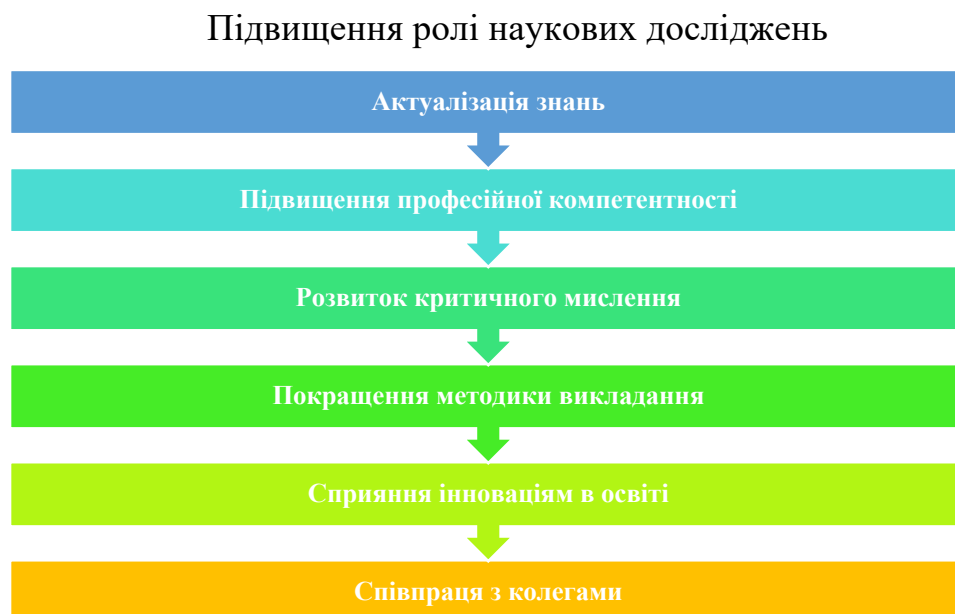 Підвищення ролі наукових досліджень
Актуалізація знань
Підвищення професійної компетентності
Розвиток критичного мислення
Покращення методики викладання
Сприяння інноваціям в освіті
Співпраця з колегами